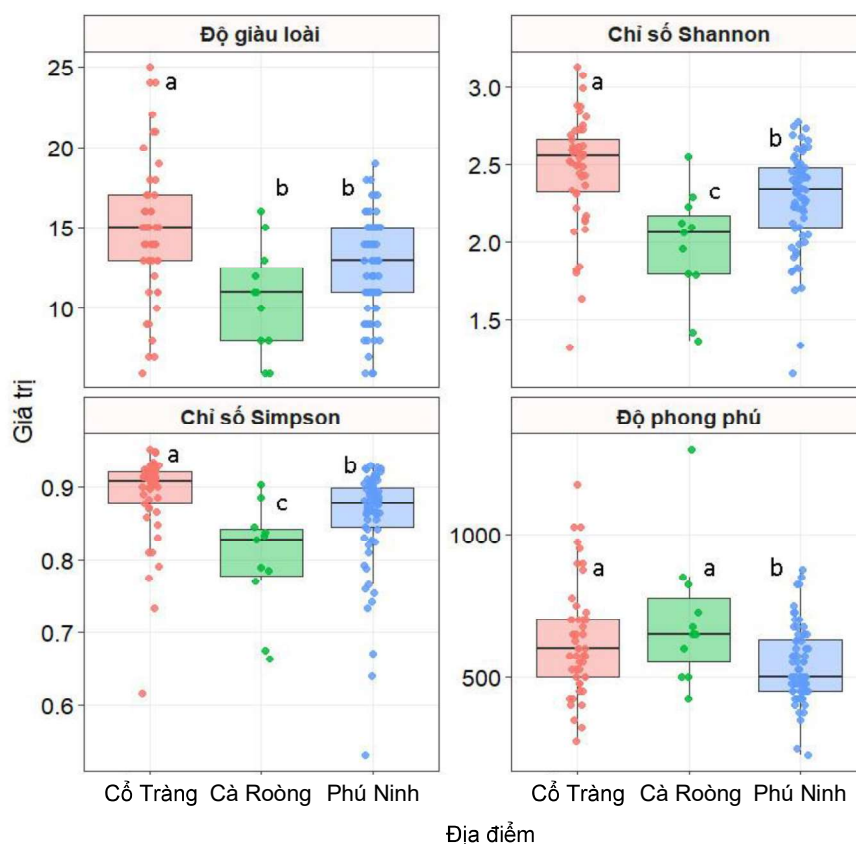 Độ giàu loài
Chỉ số Shannon
25
20
15
10
a
b
b
3.0
2.5
2.0
1.5
a
c
b
Giá trị
Chỉ số Simpson
Độ phong phú
0.9
0.8
0.7
0.6
a
c
b
1000
500
a
a
b
Cổ Tràng Cà Roòng Phú Ninh
Cổ Tràng Cà Roòng Phú Ninh
Địa điểm